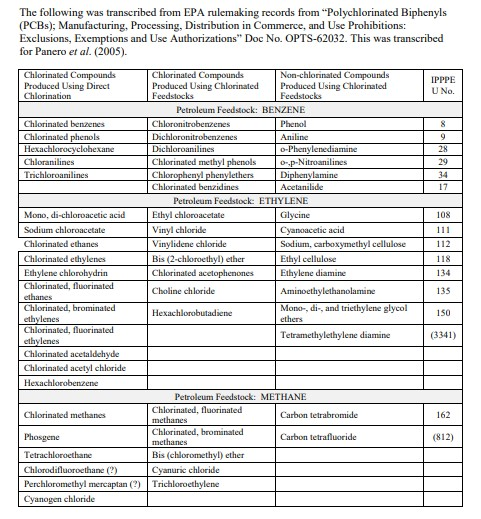 The following was transcribed from EPA rulemaking records from “Polychlorinated Biphenyls
(PCBs); Manufacturing, Processing, Distribution in Commerce, and Use Prohibitions:
Exclusions, Exemptions and Use Authorizations” Doc No. OPTS-62032. This was transcribed
for Panero et al. (2005).
Chlorinated Compounds Produced Using Direct Chlorination | Chlorinated Compounds Produced Using Chlorinated Feedstocks | Non-chlorinated Compounds Produced Using Chlorinated Feedstocks | IPPPE U No.
Petroleum Feedstock: BENZENE
Chlorinated benzenes | Chloronitrobenzenes | Phenol | 8
Chlorinated phenols | Dichloronitrobenzenes | Aniline | 9
Hexachlorocyclohexane | Dichloroanilines | o-Phenylenediamine | 28
Chloranilines | Chlorinated methyl phenols | o-,p-Nitroanilines | 29
Trichloroanilines | Chlorophenyl phenylethers | Diphenylamine | 34
Chlorinated benzidines | Acetanilide | 17
Petroleum Feedstock: ETHYLENE
Mono, di-chloacetic acid | Ethyl chloroacetate | Glycine | 108
Sodium chloroacetate | Vinyl chloride | Cyanoacetic acid | 111
Chlorinated ethanes | Vinylidene chloride | Sodium, carboxymethyl cellulose | 112
Chlorinated ethylenes | Bis (2-chloroethyl) ether | Ethyl cellulose | 118
Ethylene chlorohydrin | Chlorinated acetophenones | Ethylene diamine | 134
Chlorinated, fluorinated ethanes | Choline chloride | Aminoethylethanolamine | 135
Chlorinated, brominated ethylenes | Hexachlorobutadiene | Mono-, di-, and triethylene glycol ethers | 150
Chlorinated, fluorinated ethylenes | Tetramethylethylene diamine | (3341)
Chlorinated acetaldehyde
Chlorinated acetyl chloride
Hexachlorobenzene
Petroleum Feedstock: METHANE
Chlorinated methanes | Chlorinated, fluorinated methanes | Carbon tetrabromide | 162
Phosgene | Chlorinated, brominated methanes | Carbon tetrafluoride | (812)
Tetrachloroethane | Bis (chloromethyl) ether
Chlorodifluoroethane (?) | Cyanuric chloride
Perchloromethyl mercaptan (?) | Trichloroethylene
Cyanogen chloride